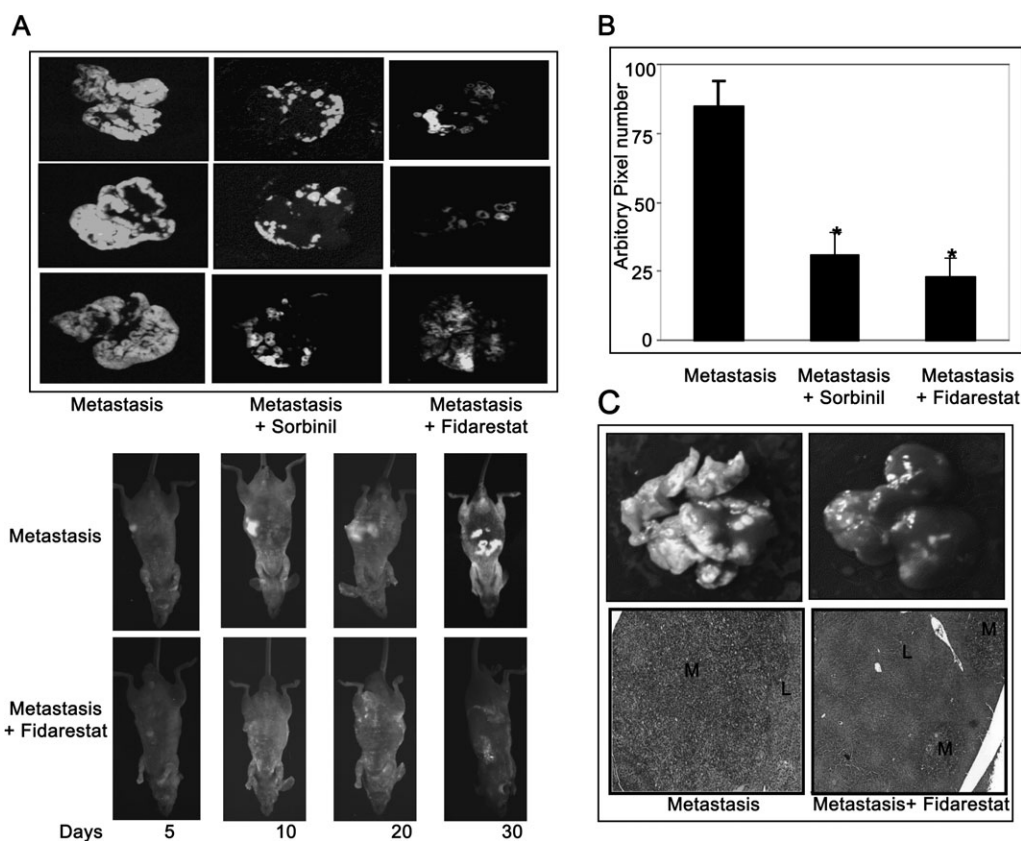 A
Metastasis
Metastasis
+ Sorbinil
Metastasis
+ Fidarestat
Metastasis
Metastasis
+ Fidarestat
Days 5 10 20 30
B
Arbitory Pixel number
100
75
50
25
0
*
*
Metastasis
Metastasis
+ Sorbinil
Metastasis
+ Fidarestat
C
M
L
L
M
M
Metastasis
Metastasis+ Fidarestat